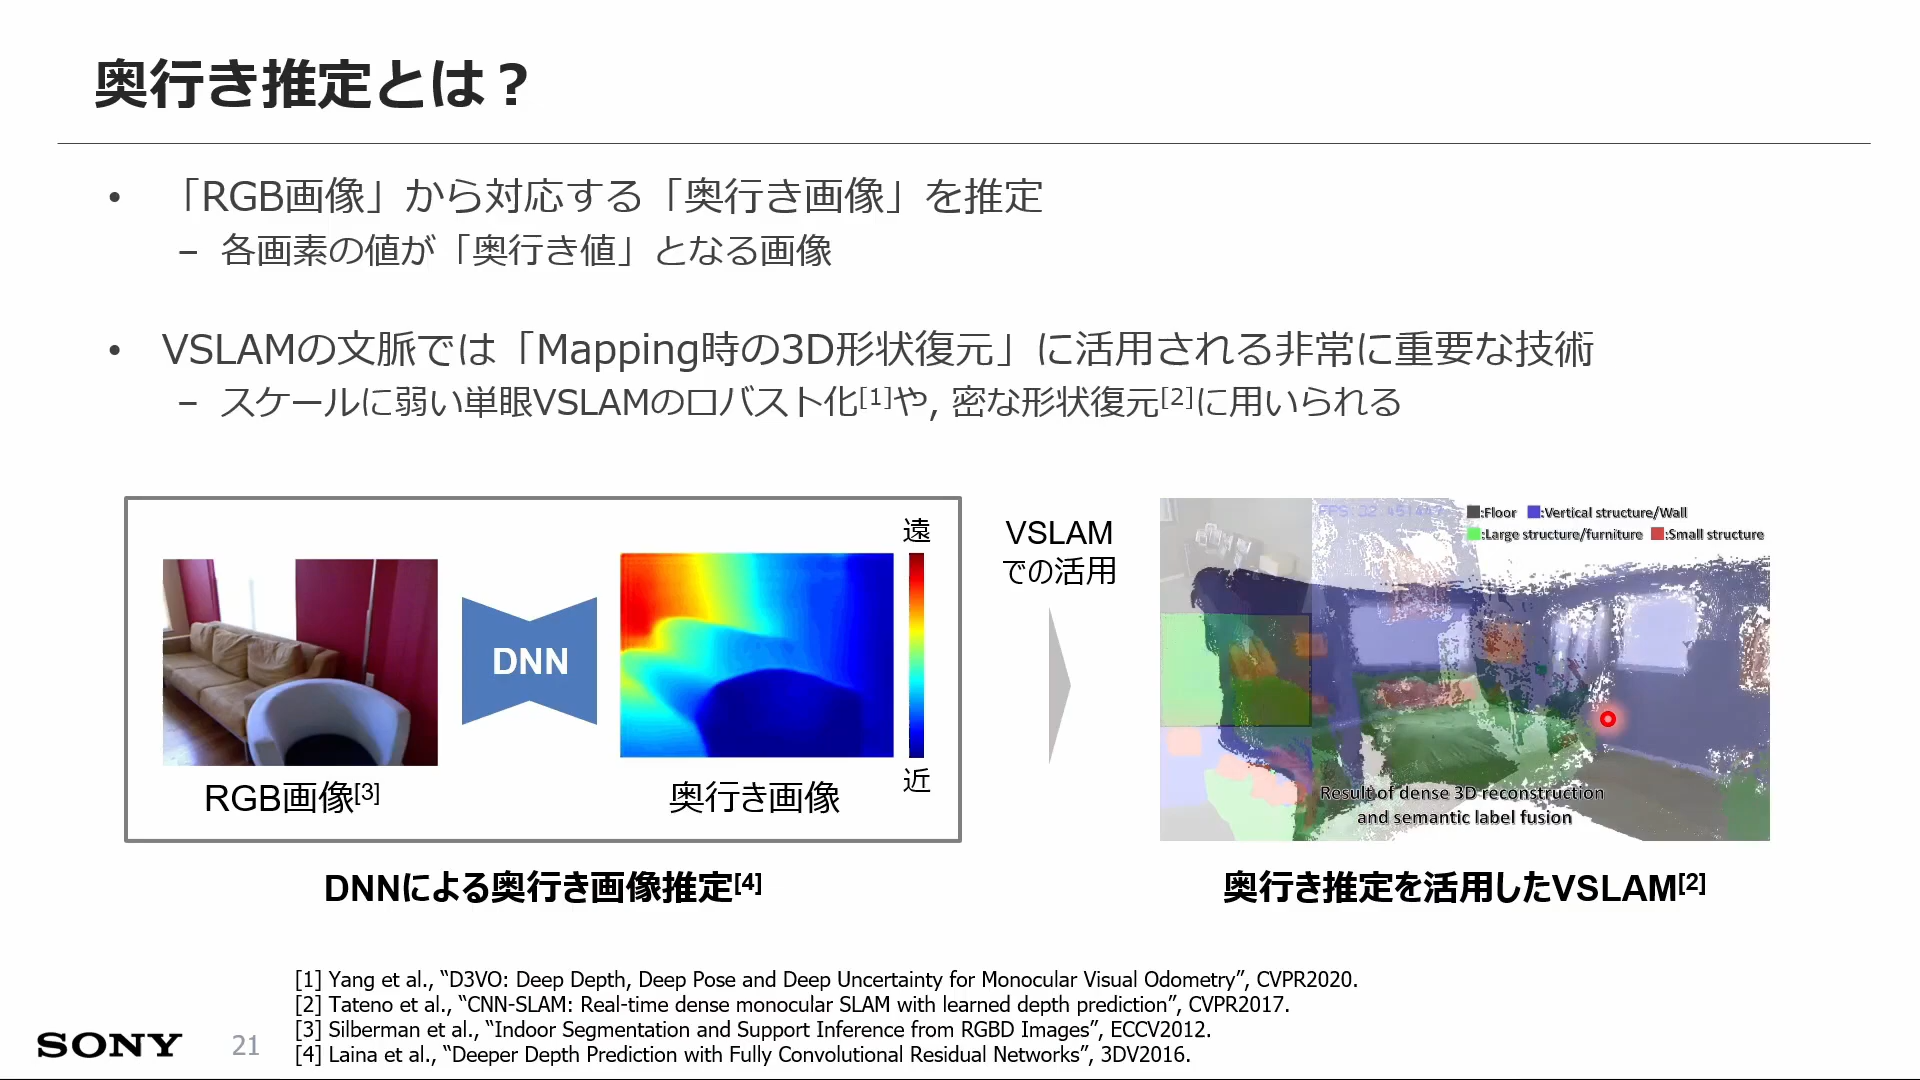 奥行き推定とは？
• 「RGB画像」から対応する「奥行き画像」を推定
– 各画素の値が「奥行き値」となる画像
• VSLAMの文脈では「Mapping時の3D形状復元」に活用される非常に重要な技術
– スケールに弱い単眼VSLAMのロバスト化[1]や, 密な形状復元[2]に用いられる
遠
DNN
近
RGB画像[3]
奥行き画像
DNNによる奥行き画像推定[4]
VSLAM
での活用
:Floor :Vertical structure/Wall
:Large structure/furniture :Small structure
Result of dense 3D reconstruction
and semantic label fusion
奥行き推定を活用したVSLAM[2]
[1] Yang et al., “D3VO: Deep Depth, Deep Pose and Deep Uncertainty for Monocular Visual Odometry”, CVPR2020.
[2] Tateno et al., “CNN-SLAM: Real-time dense monocular SLAM with learned depth prediction”, CVPR2017.
[3] Silberman et al., “Indoor Segmentation and Support Inference from RGBD Images”, ECCV2012.
[4] Laina et al., “Deeper Depth Prediction with Fully Convolutional Residual Networks”, 3DV2016.
SONY 21